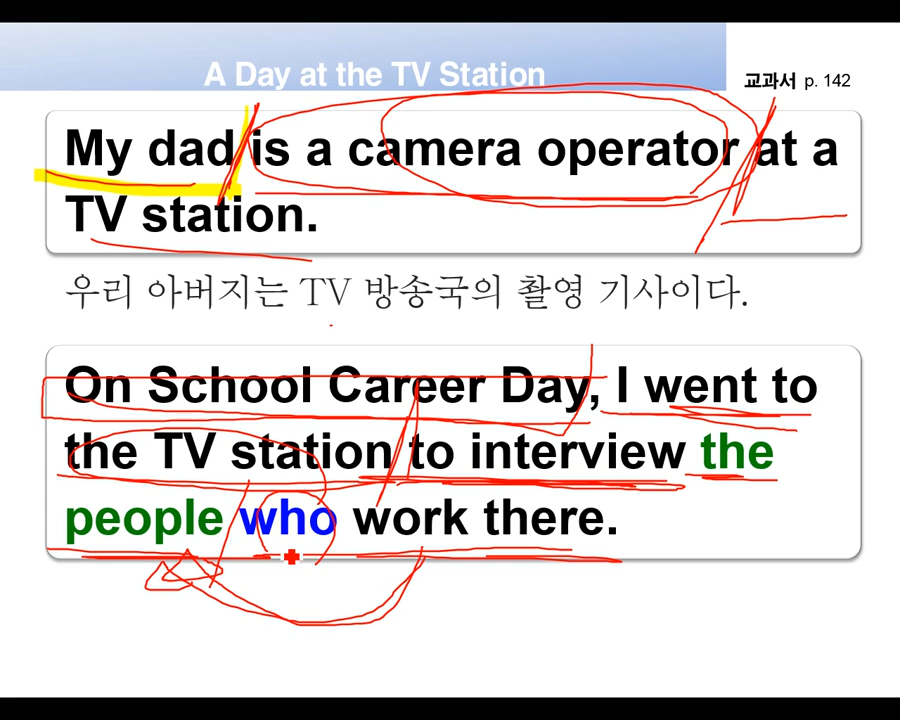 A Day at the TV Station
교과서 p. 142
My dad is a camera operator at a
TV station.
우리 아버지는 TV 방송국의 촬영 기사이다.
On School Career Day, I went to
the TV station to interview the
people who work there.